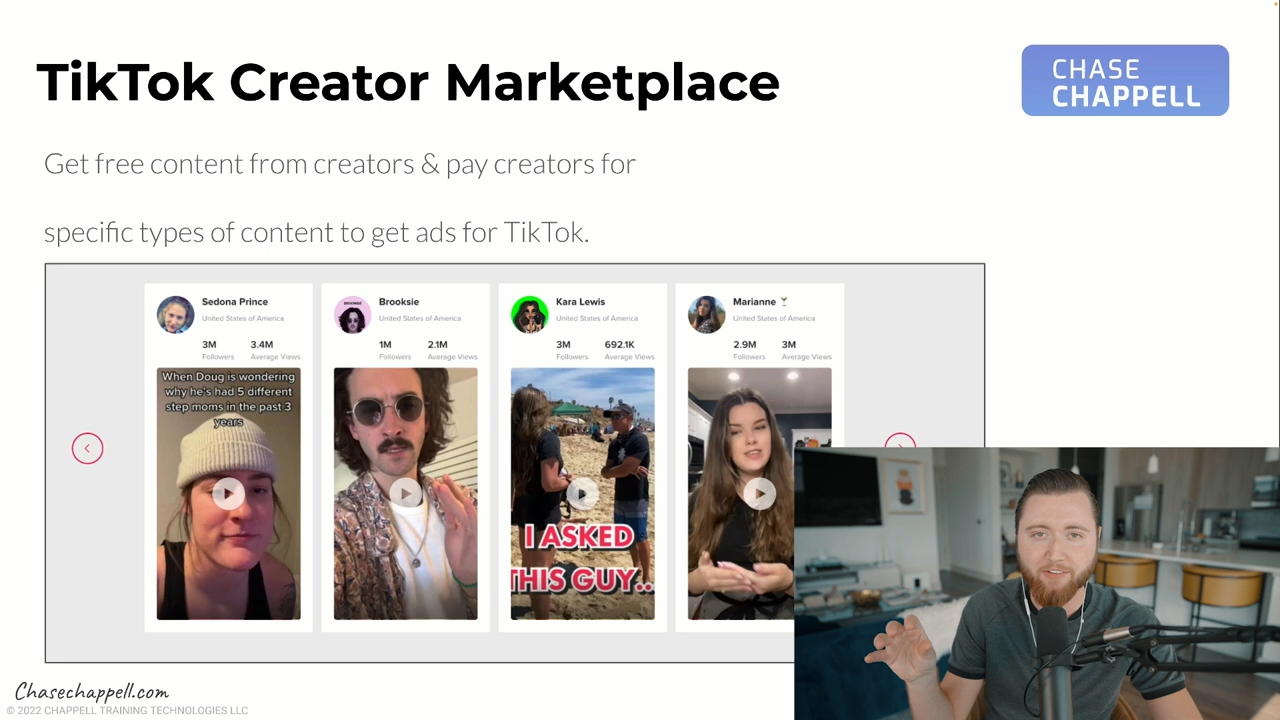 TikTok Creator Marketplace
CHASE
CHAPPELL
Get free content from creators & pay creators for
specific types of content to get ads for TikTok.
Sedona Prince
United States of America
3M 3.4M
Followers Average Views
When Doug is wondering
why he's had 5 different
step moms in the past 3
years
BROOKSIE
Brooksie
United States of America
1M 2.1M
Followers Average Views
Kara Lewis
United States of America
3M 692.1K
Followers Average Views
I ASKED
THIS GUY..
Marianne
United States of America
2.9M 3M
Followers Average Views
Chasechappell.com
© 2022 CHAPPELL TRAINING TECHNOLOGIES LLC